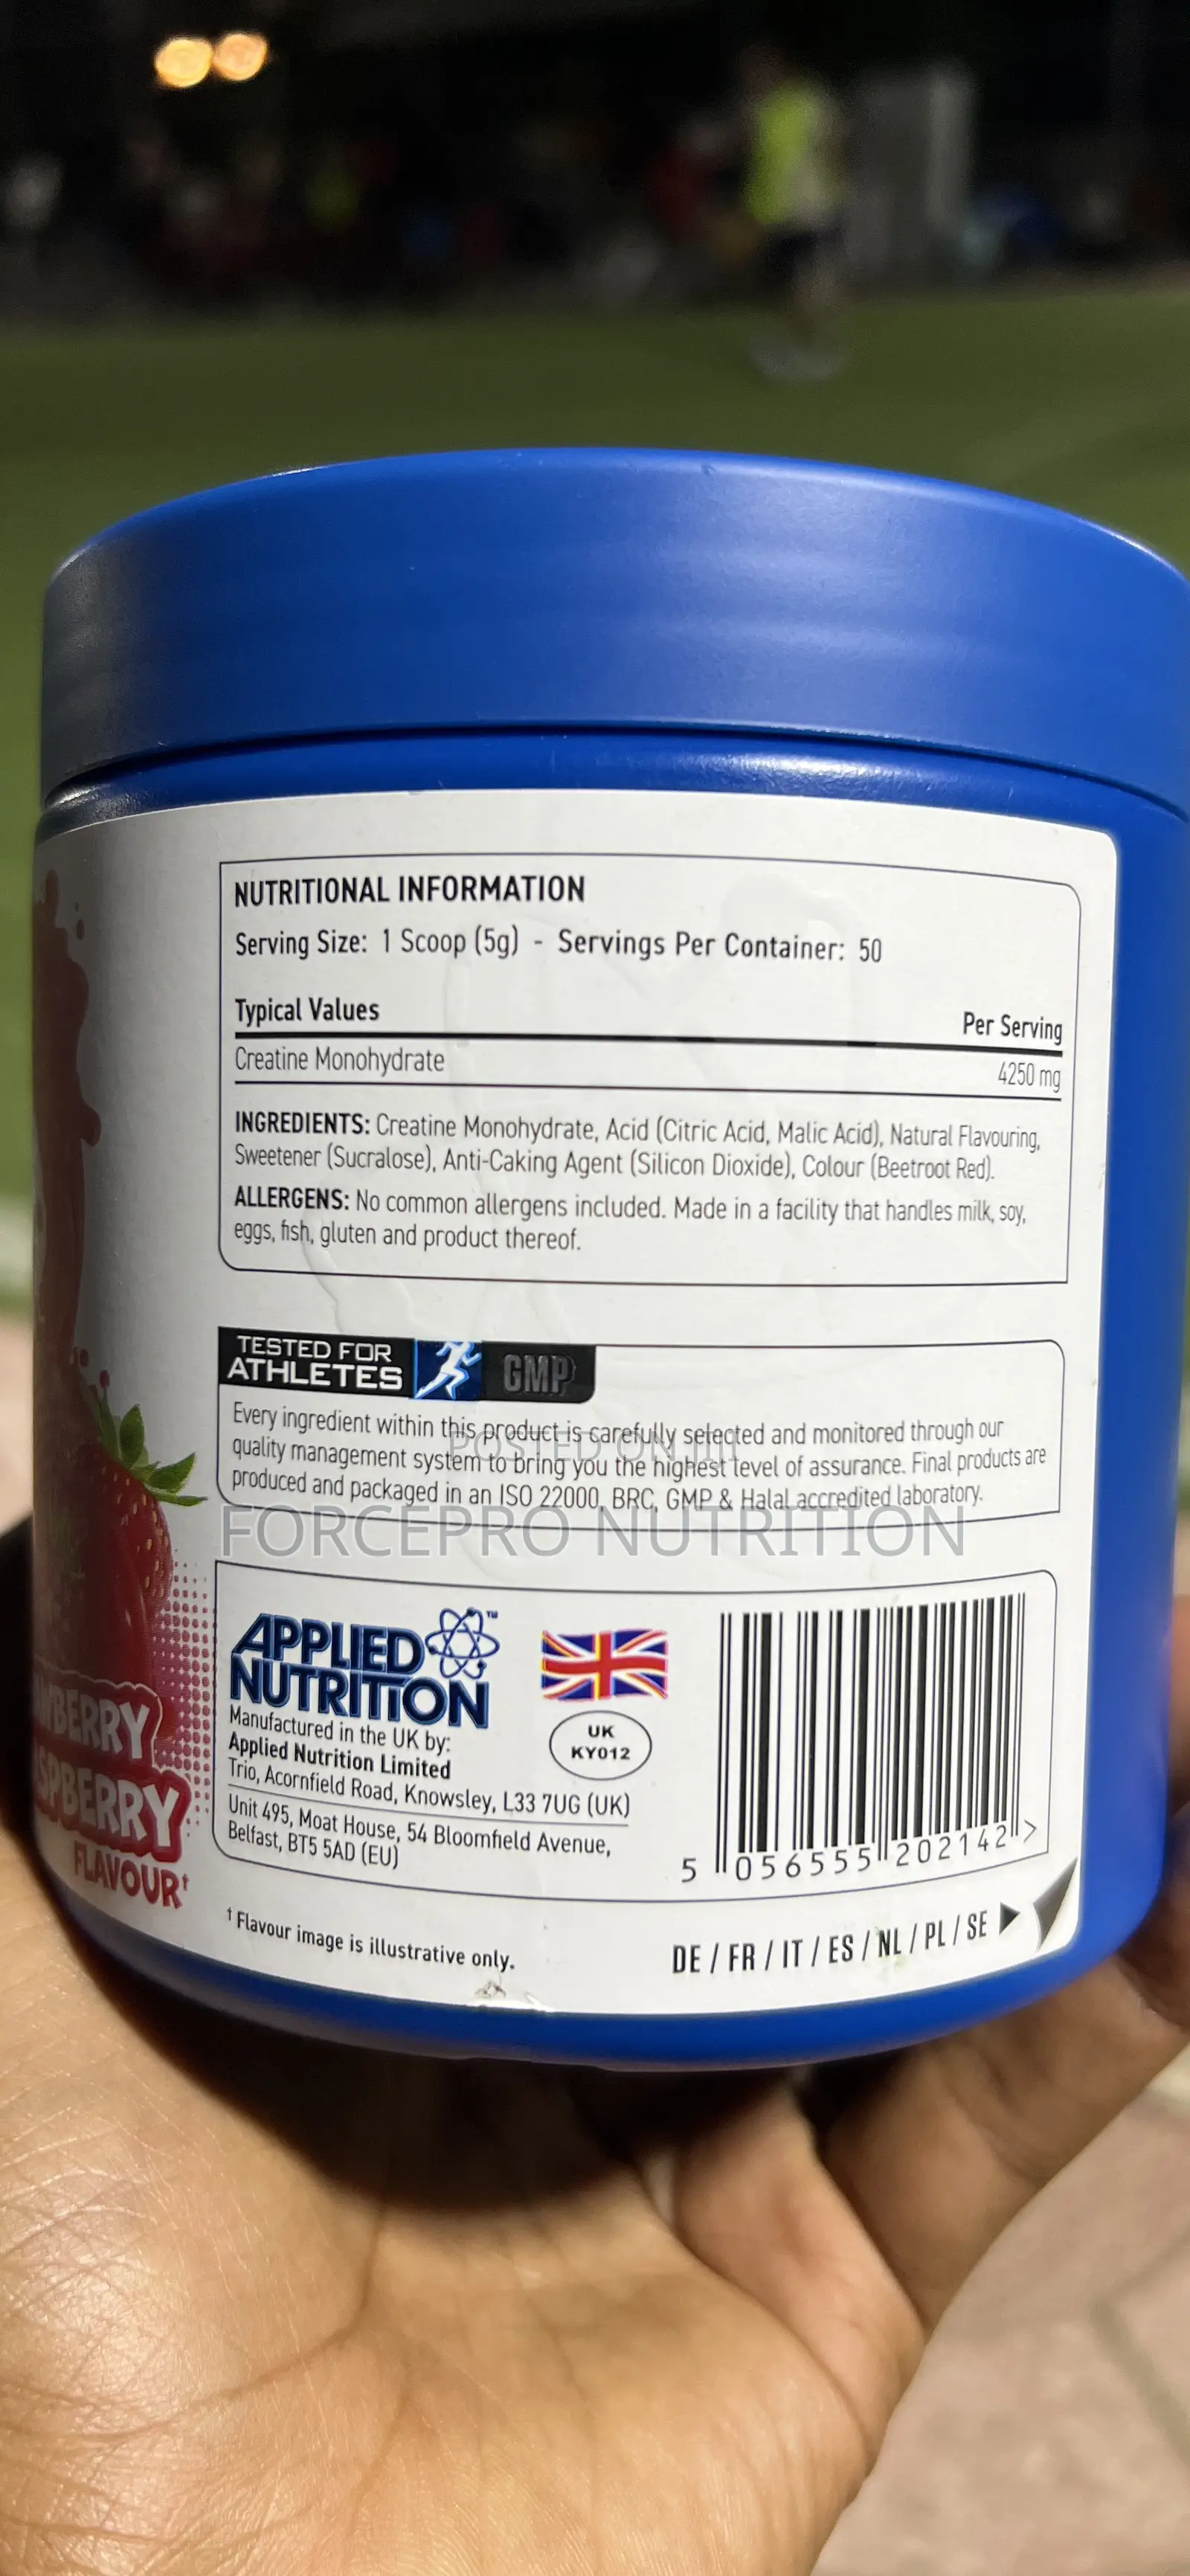 NUTRITIONAL INFORMATION
Serving Size: 1 Scoop (5g) - Servings Per Container: 50
Typical Values Per Serving
Creatine Monohydrate 4250 mg
INGREDIENTS: Creatine Monohydrate, Acid (Citric Acid, Malic Acid), Natural Flavouring,
Sweetener (Sucralose), Anti-Caking Agent (Silicon Dioxide), Colour (Beetroot Red).
ALLERGENS: No common allergens included. Made in a facility that handles milk, soy,
eggs, fish, gluten and product thereof.
TESTED FOR
ATHLETES
GMP
Every ingredient within this product is carefully selected and monitored through our
quality management system to bring you the highest level of assurance. Final products are
produced and packaged in an ISO 22000, BRC, GMP & Halal accredited laboratory.
POSTED ON
FORCEPRO NUTRITION
APPLIED
NUTRITION™
Manufactured in the UK by:
Applied Nutrition Limited
Trio, Acornfield Road, Knowsley, L33 7UG (UK)
Unit 495, Moat House, 54 Bloomfield Avenue,
Belfast, BT5 5AD (EU)
UK
KY012
5 056555 202142 >
WBERRY
SPBERRY
FLAVOUR†
† Flavour image is illustrative only.
DE / FR / IT / ES / NL / PL / SE